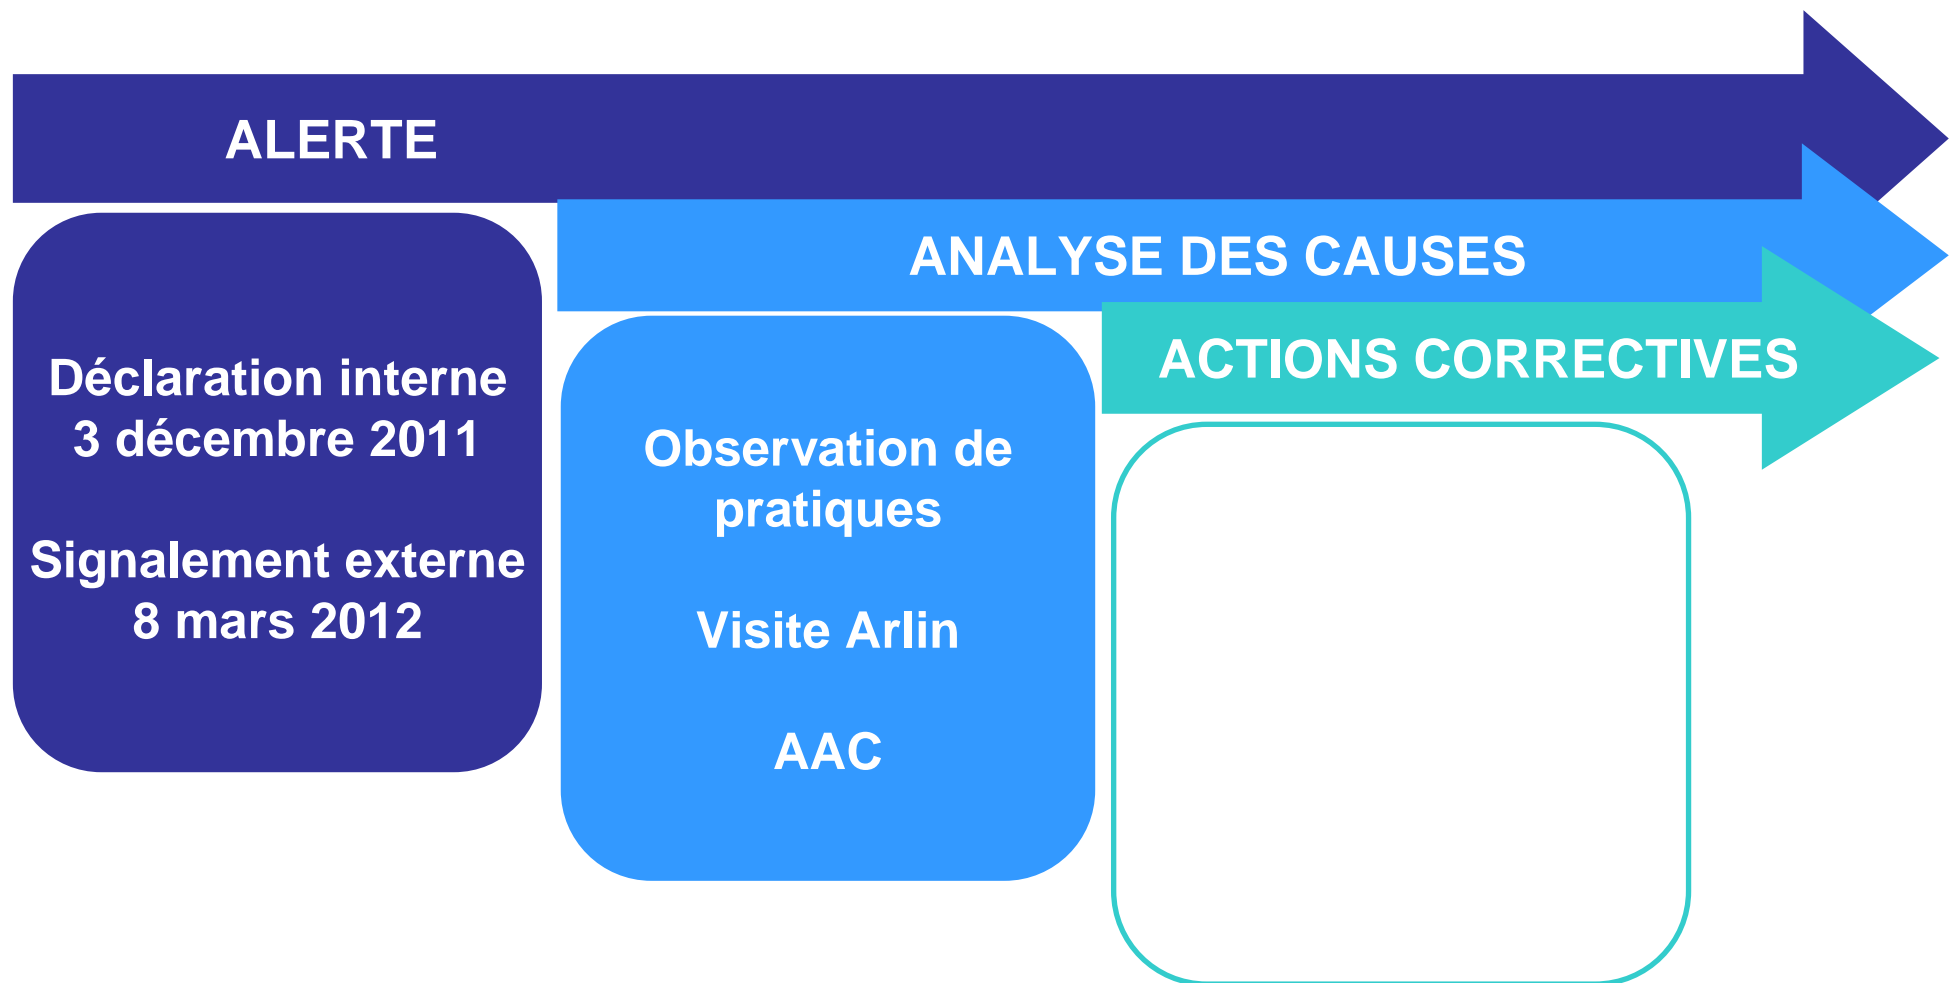 ALERTE
ANALYSE DES CAUSES
ACTIONS CORRECTIVES
Déclaration interne
3 décembre 2011
Signalement externe
8 mars 2012
Observation de
pratiques
Visite Arlin
AAC